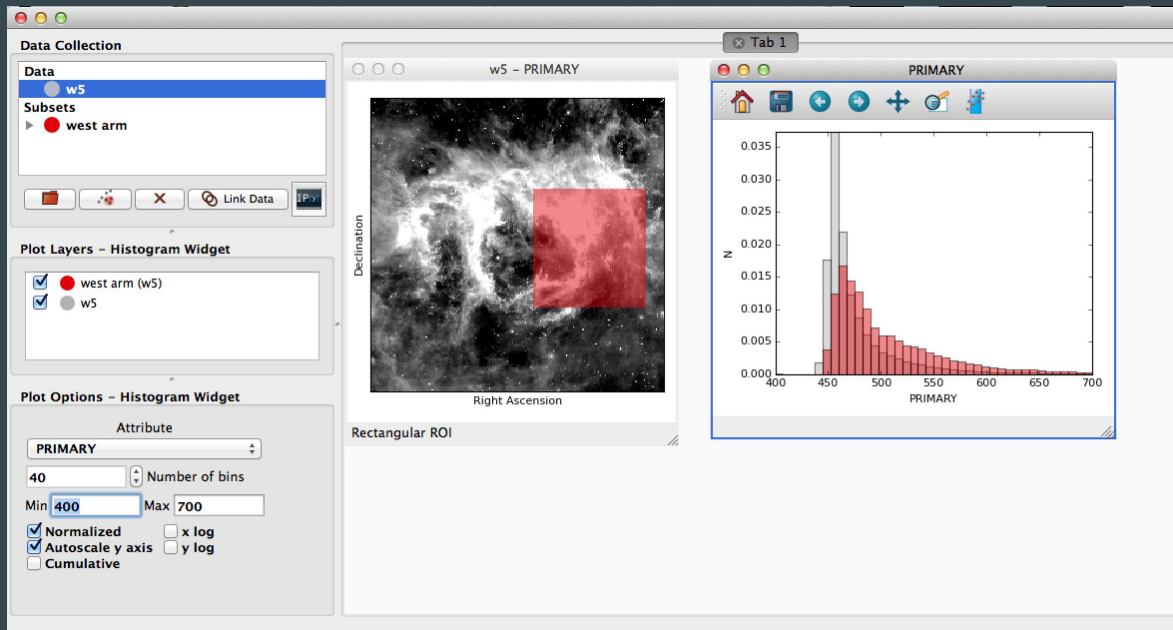 Data Collection
Data
w5
Subsets
west arm
Link Data
IPy:
Plot Layers - Histogram Widget
west arm (w5)
w5
Plot Options - Histogram Widget
Attribute
PRIMARY
40 Number of bins
Min 400 Max 700
Normalized x log
Autoscale y axis y log
Cumulative
Tab 1
w5 - PRIMARY
Declination
Right Ascension
Rectangular ROI
PRIMARY
0.035
0.030
0.025
0.020
0.015
0.010
0.005
0.000
N
400 450 500 550 600 650 700
PRIMARY